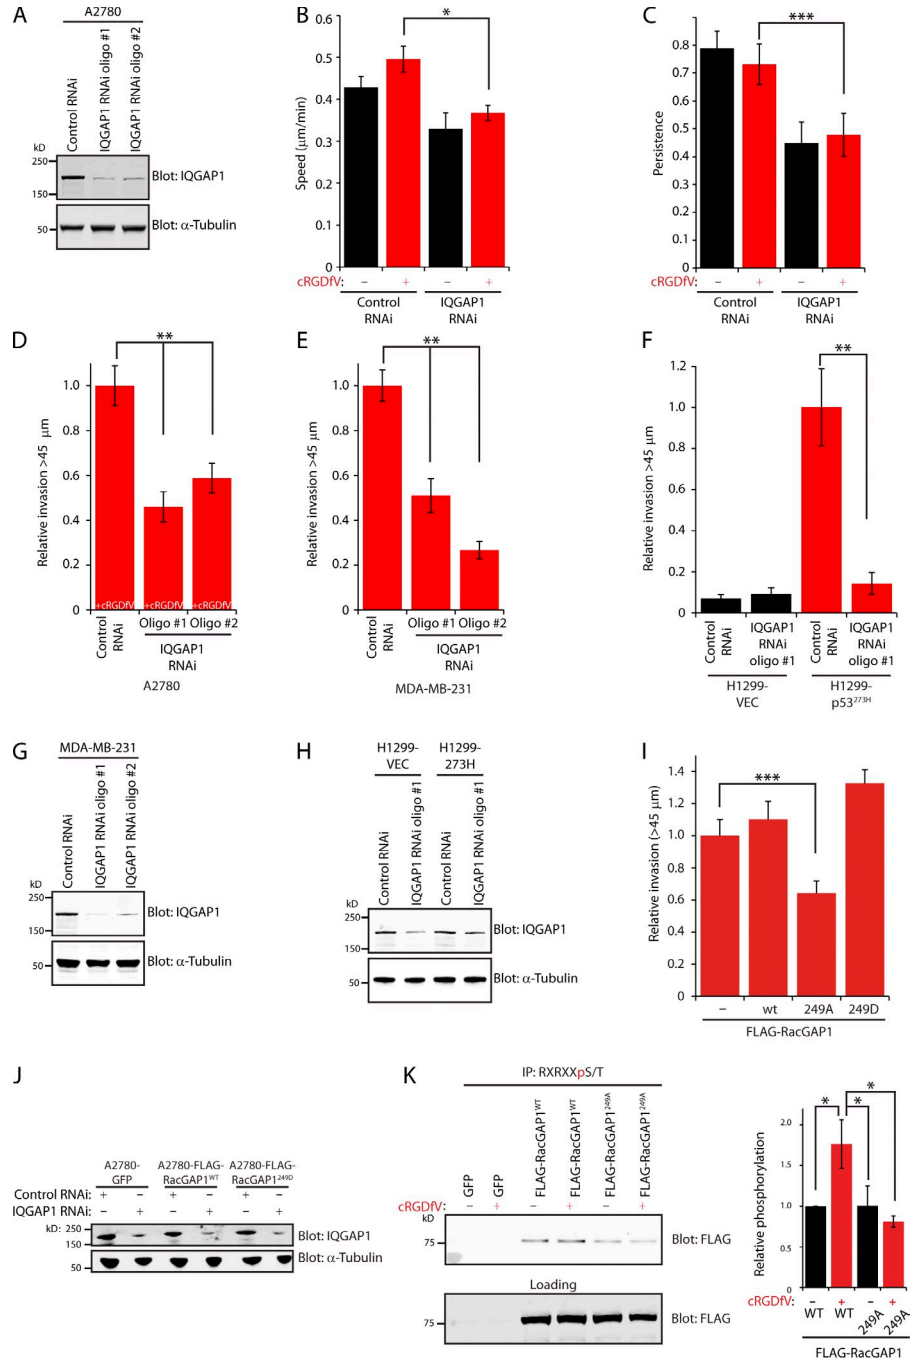 A
A2780
Control RNAi
IQGAP1 RNAi oligo #1
IQGAP1 RNAi oligo #2
kD
250
150
Blot: IQGAP1
50
Blot: α-Tubulin
B
Speed (µm/min)
0.6
0.5
0.4
0.3
0.2
0.1
0
*
cRGDfV: – + – +
Control RNAi
IQGAP1 RNAi
C
Persistence
0.9
0.8
0.7
0.6
0.5
0.4
0.3
0.2
0.1
0
***
cRGDfV: – + – +
Control RNAi
IQGAP1 RNAi
D
Relative invasion >45 µm
1.0
0.8
0.6
0.4
0.2
0
**
+cRGDfV +cRGDfV +cRGDfV
Control RNAi
Oligo #1 Oligo #2
IQGAP1 RNAi
A2780
E
Relative invasion >45 µm
1.0
0.8
0.6
0.4
0.2
0
**
Control RNAi
Oligo #1 Oligo #2
IQGAP1 RNAi
MDA-MB-231
F
Relative invasion >45 µm
1.2
1.0
0.8
0.6
0.4
0.2
0
**
Control RNAi
IQGAP1 RNAi oligo #1
Control RNAi
IQGAP1 RNAi oligo #1
H1299-VEC
H1299-p53273H
G
MDA-MB-231
Control RNAi
IQGAP1 RNAi oligo #1
IQGAP1 RNAi oligo #2
kD
250
150
Blot: IQGAP1
50
Blot: α-Tubulin
H
H1299-VEC
H1299-273H
Control RNAi
IQGAP1 RNAi oligo #1
Control RNAi
IQGAP1 RNAi oligo #1
kD
250
150
Blot: IQGAP1
50
Blot: α-Tubulin
I
Relative invasion (>45 µm)
1.4
1.2
1.0
0.8
0.6
0.4
0.2
0
***
– wt 249A 249D
FLAG-RacGAP1
J
A2780-GFP
A2780-FLAG-RacGAP1WT
A2780-FLAG-RacGAP1249D
Control RNAi: + – + – + –
IQGAP1 RNAi: – + – + – +
kD: 250
150
Blot: IQGAP1
50
Blot: α-Tubulin
K
IP: RXRXXpS/T
GFP
GFP
FLAG-RacGAP1WT
FLAG-RacGAP1WT
FLAG-RacGAP1249A
FLAG-RacGAP1249A
cRGDfV: – + – + – +
kD
75
Blot: FLAG
Loading
75
Blot: FLAG
Relative phosphorylation
2.0
1.5
1.0
0.5
0
* * *
cRGDfV: – + – +
WT WT 249A 249A
FLAG-RacGAP1